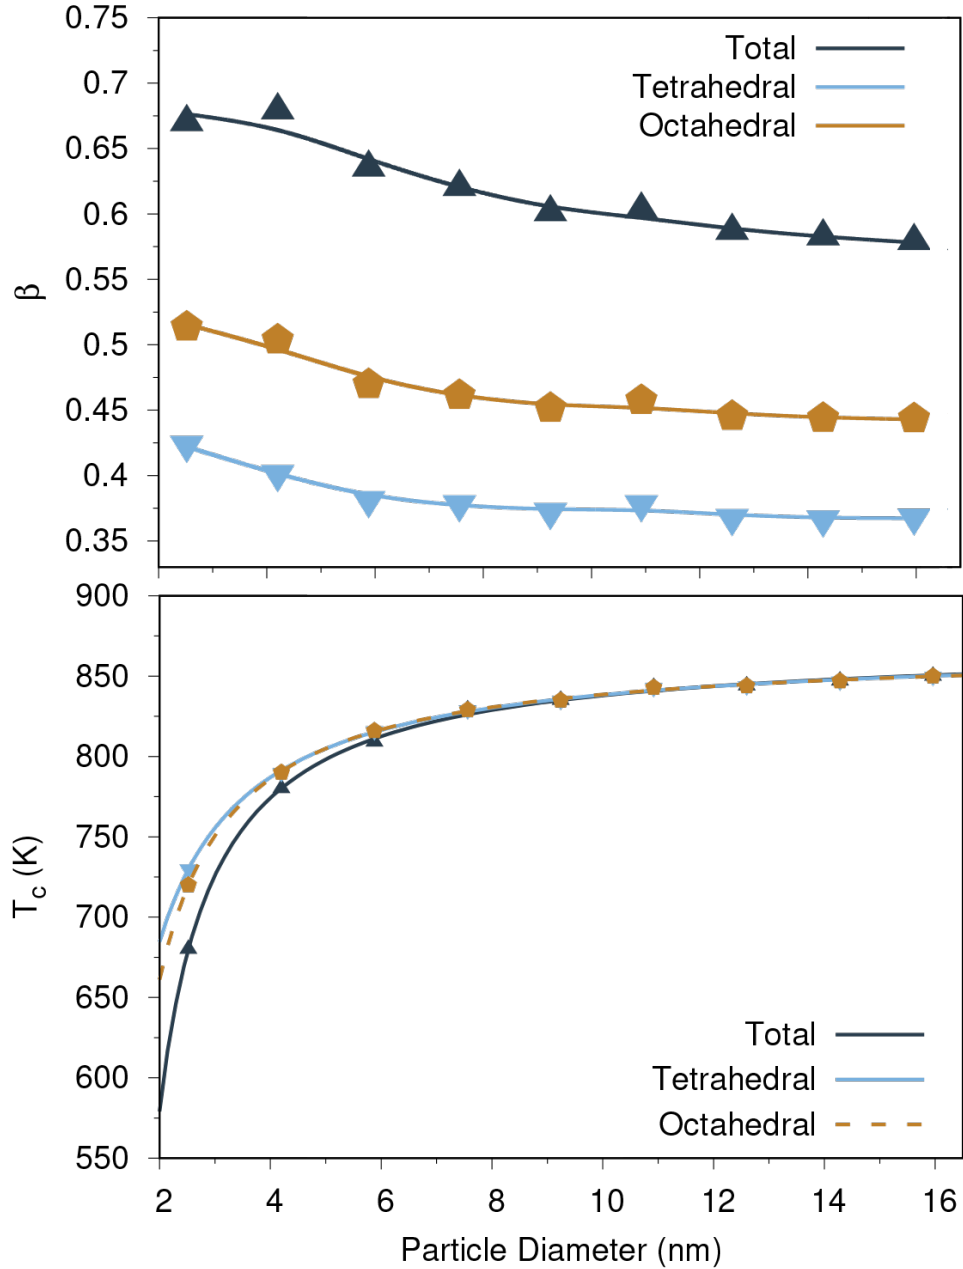 0.75
0.7
0.65
0.6
0.55
0.5
0.45
0.4
0.35
β
Total
Tetrahedral
Octahedral
900
850
800
750
700
650
600
550
T_c (K)
Total
Tetrahedral
Octahedral
2 4 6 8 10 12 14 16
Particle Diameter (nm)